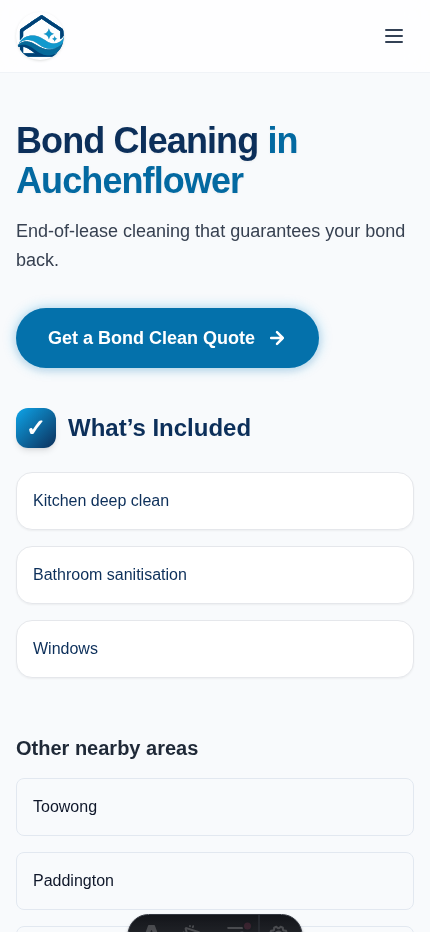 Bond Cleaning in
Auchenflower
End-of-lease cleaning that guarantees your bond
back.
Get a Bond Clean Quote →
✓ What’s Included
Kitchen deep clean
Bathroom sanitisation
Windows
Other nearby areas
Toowong
Paddington